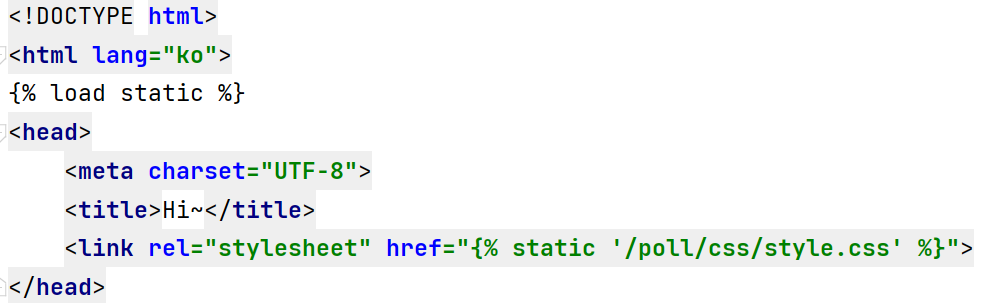 <!DOCTYPE html>
<html lang="ko">
{% load static %}
<head>
    <meta charset="UTF-8">
    <title>Hi~</title>
    <link rel="stylesheet" href="{% static '/poll/css/style.css' %}">
</head>